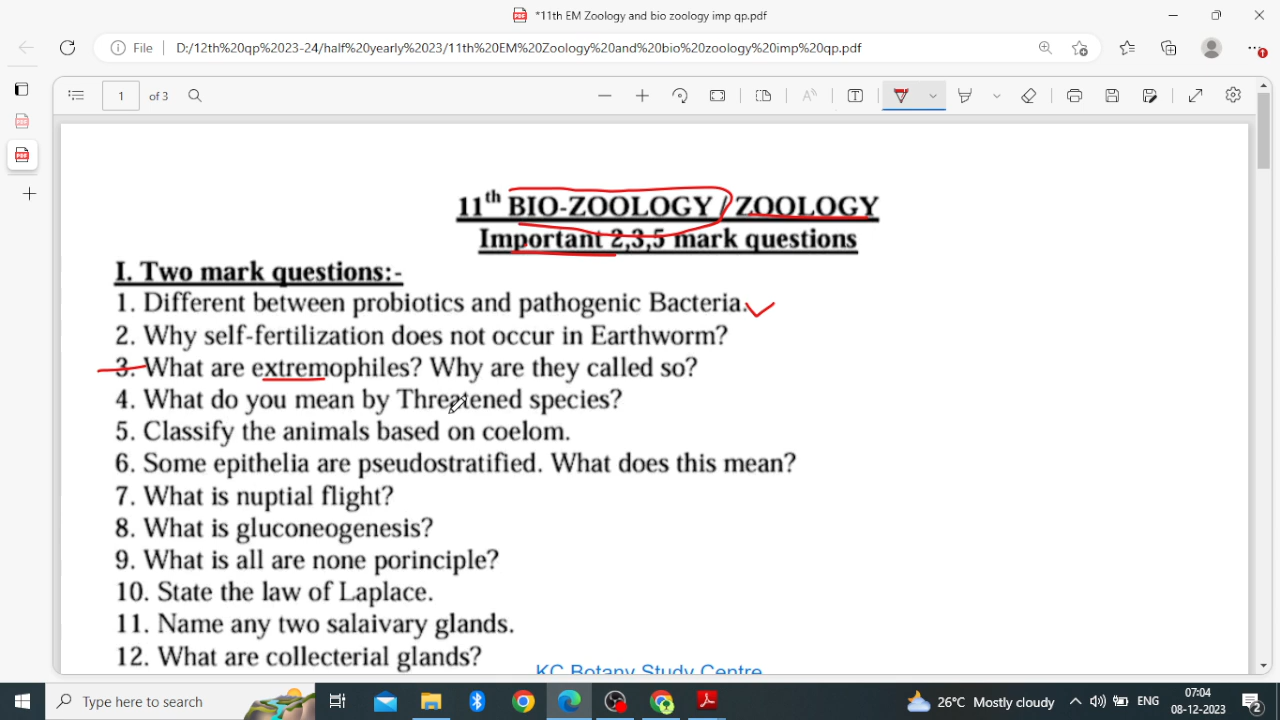 *11th EM Zoology and bio zoology imp qp.pdf
File D:/12th%20qp%202023-24/half%20yearly%202023/11th%20EM%20Zoology%20and%20bio%20zoology%20imp%20qp.pdf
1 of 3
11th BIO-ZOOLOGY / ZOOLOGY
Important 2,3,5 mark questions
I. Two mark questions:-
1. Different between probiotics and pathogenic Bacteria.
2. Why self-fertilization does not occur in Earthworm?
3. What are extremophiles? Why are they called so?
4. What do you mean by Threatened species?
5. Classify the animals based on coelom.
6. Some epithelia are pseudostratified. What does this mean?
7. What is nuptial flight?
8. What is gluconeogenesis?
9. What is all are none porinciple?
10. State the law of Laplace.
11. Name any two salaivary glands.
12. What are collecterial glands?
KC Botany Study Centre
Type here to search
26°C Mostly cloudy ENG 07:04
08-12-2023 2